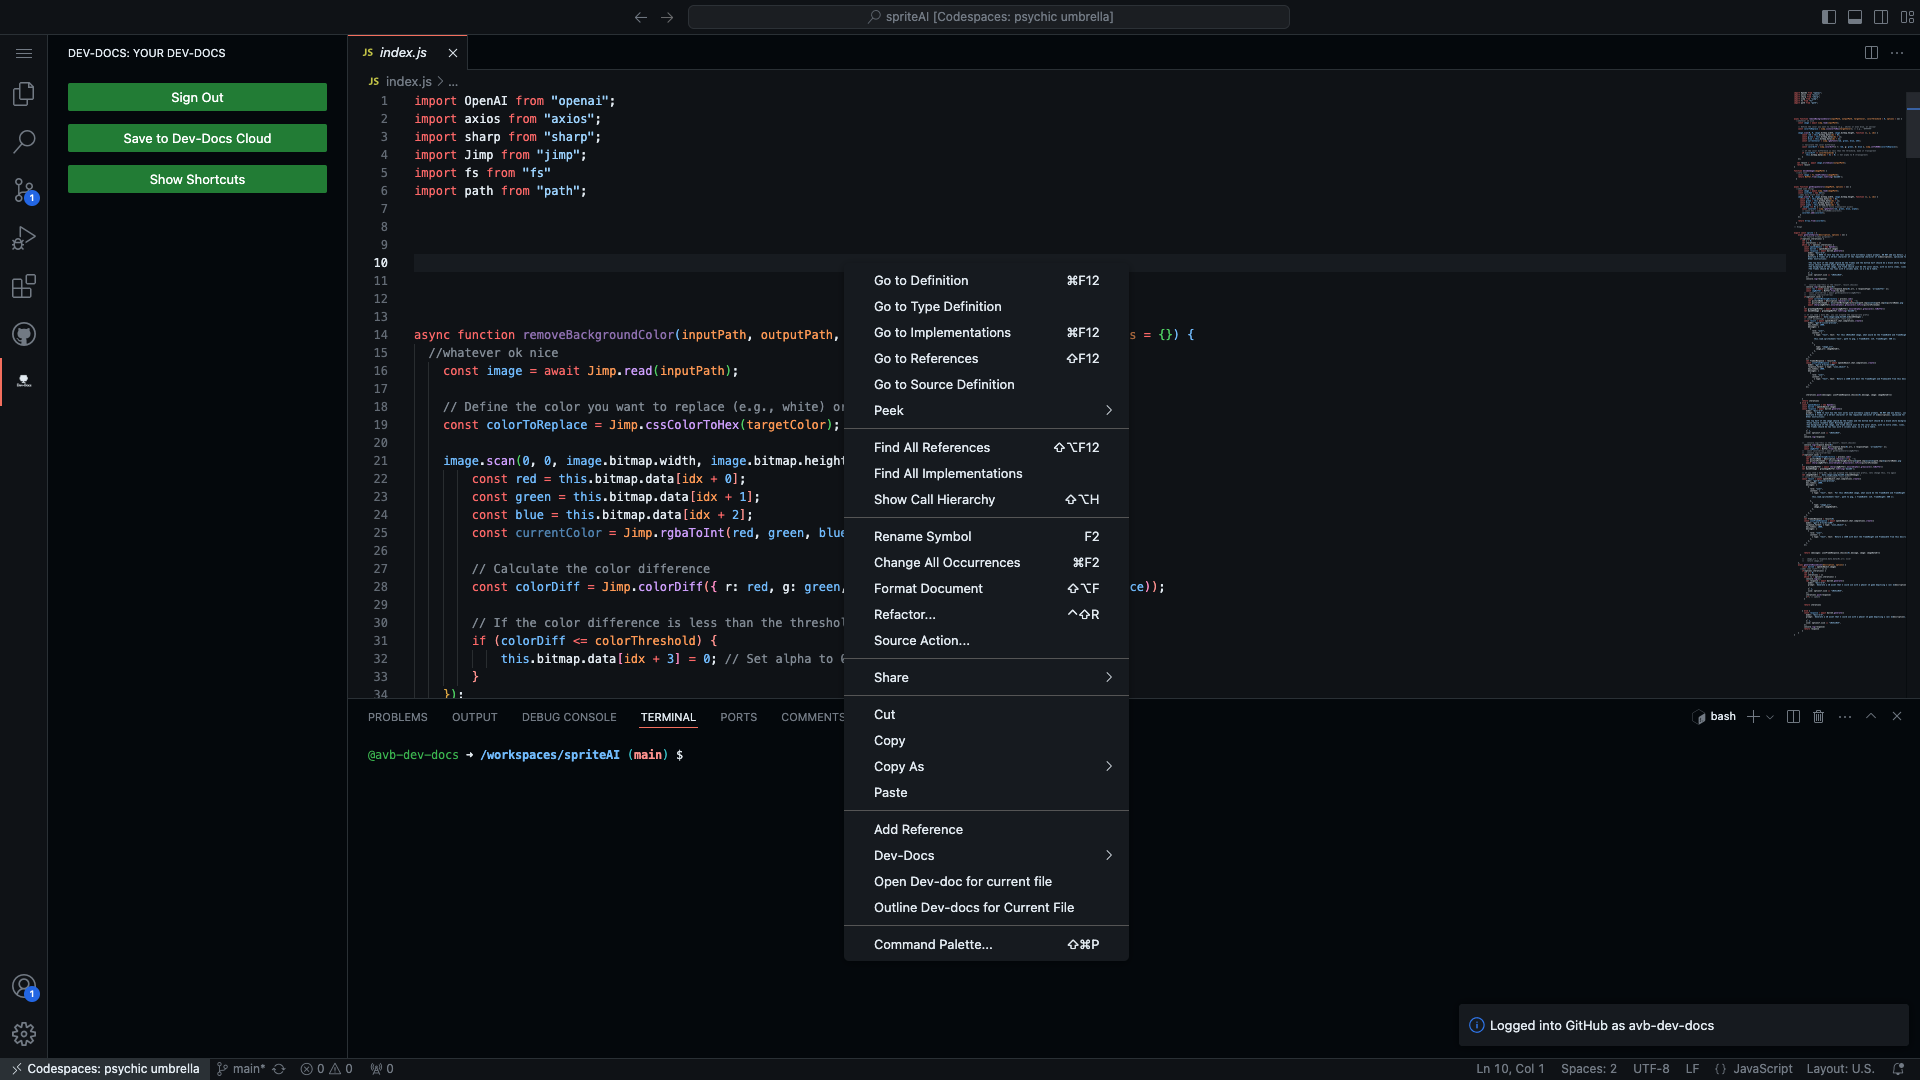 spriteAI [Codespaces: psychic umbrella]
DEV-DOCS: YOUR DEV-DOCS
Sign Out
Save to Dev-Docs Cloud
Show Shortcuts
1
Dev-Docs
1
JS index.js
JS index.js > ...
1 import OpenAI from "openai";
2 import axios from "axios";
3 import sharp from "sharp";
4 import Jimp from "jimp";
5 import fs from "fs"
6 import path from "path";
7
8
9
10
11
12
13
14 async function removeBackgroundColor(inputPath, outputPath, s = {}) {
15 //whatever ok nice
16 const image = await Jimp.read(inputPath);
17
18 // Define the color you want to replace (e.g., white) or
19 const colorToReplace = Jimp.cssColorToHex(targetColor);
20
21 image.scan(0, 0, image.bitmap.width, image.bitmap.height
22 const red = this.bitmap.data[idx + 0];
23 const green = this.bitmap.data[idx + 1];
24 const blue = this.bitmap.data[idx + 2];
25 const currentColor = Jimp.rgbaToInt(red, green, blue
26
27 // Calculate the color difference
28 const colorDiff = Jimp.colorDiff({ r: red, g: green, ce));
29
30 // If the color difference is less than the threshol
31 if (colorDiff <= colorThreshold) {
32 this.bitmap.data[idx + 3] = 0; // Set alpha to 0
33 }
34 });
Go to Definition ⌘F12
Go to Type Definition
Go to Implementations ⌘F12
Go to References ⇧F12
Go to Source Definition
Peek
Find All References ⇧⌥F12
Find All Implementations
Show Call Hierarchy ⇧⌥H
Rename Symbol F2
Change All Occurrences ⌘F2
Format Document ⇧⌥F
Refactor... ^⇧R
Source Action...
Share
Cut
Copy
Copy As
Paste
Add Reference
Dev-Docs
Open Dev-doc for current file
Outline Dev-docs for Current File
Command Palette... ⇧⌘P
PROBLEMS OUTPUT DEBUG CONSOLE TERMINAL PORTS COMMENTS
bash
@avb-dev-docs → /workspaces/spriteAI (main) $
Logged into GitHub as avb-dev-docs
Codespaces: psychic umbrella main* 0 0 0
Ln 10, Col 1 Spaces: 2 UTF-8 LF {} JavaScript Layout: U.S.